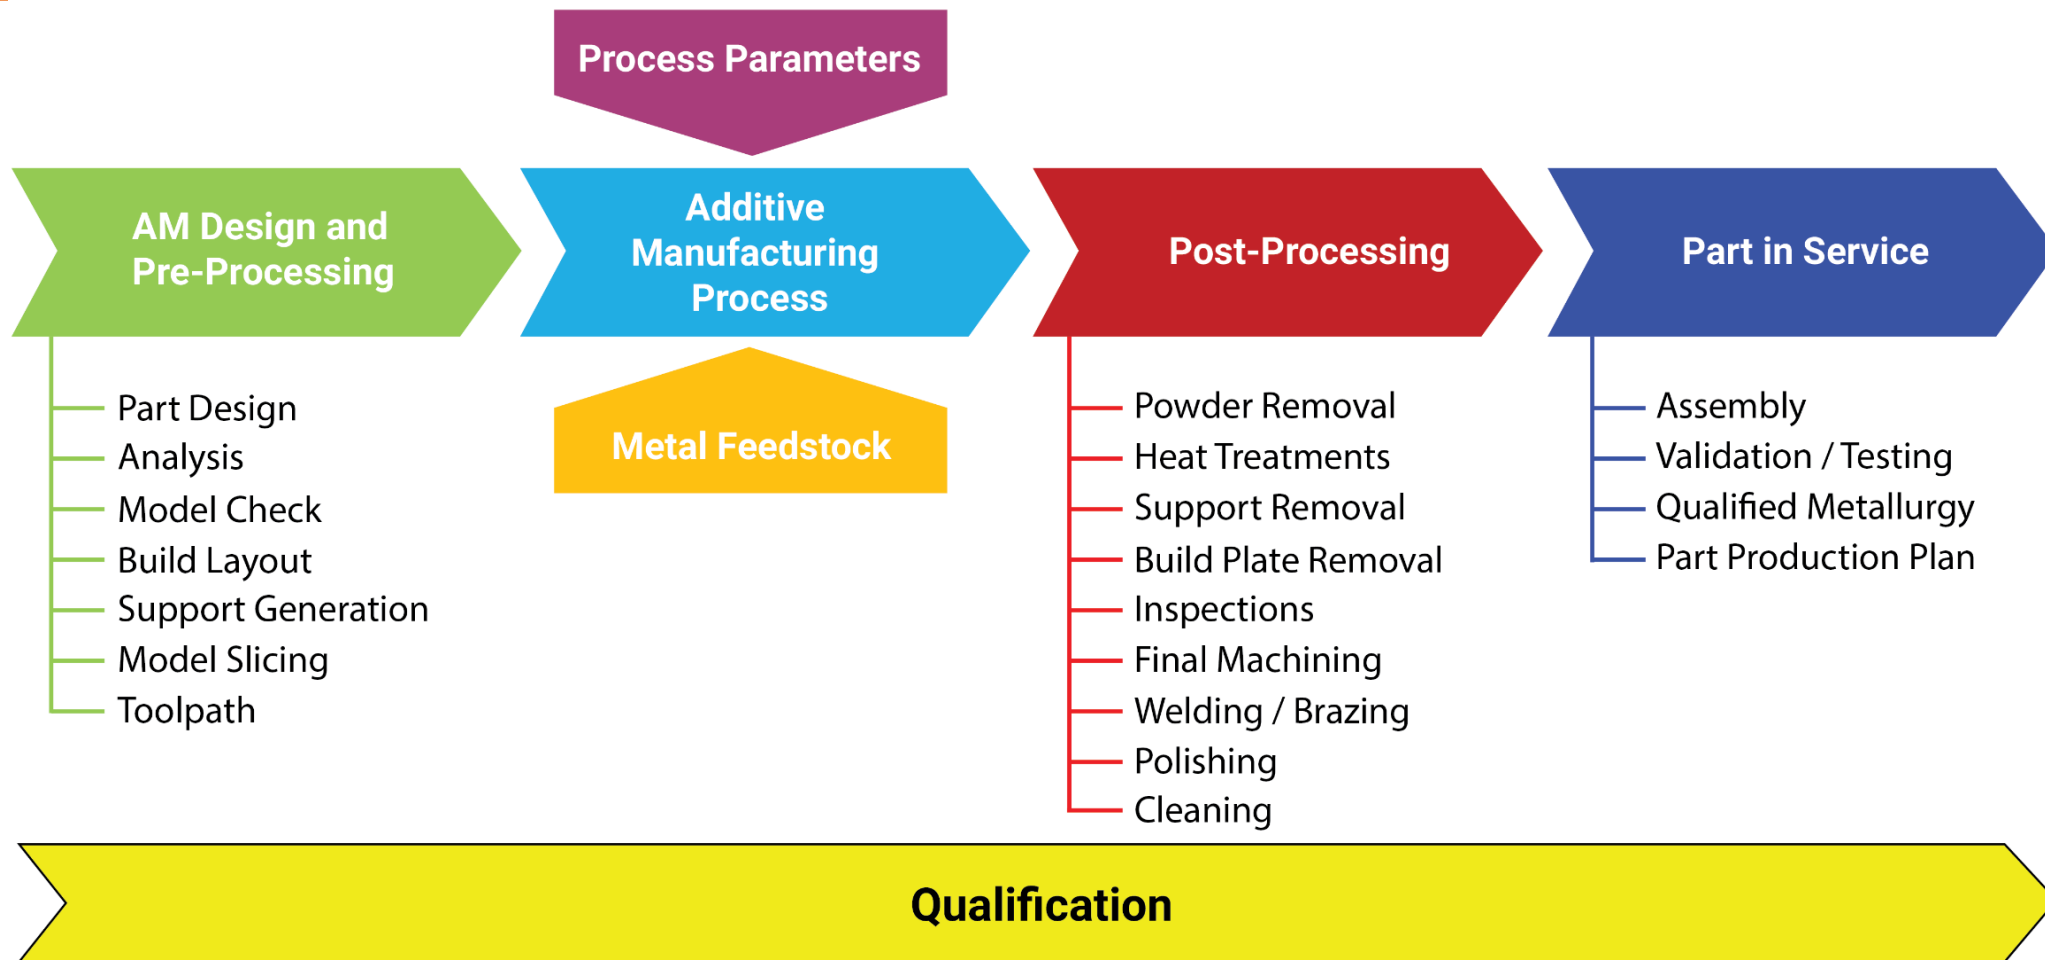 Process Parameters
AM Design and
Pre-Processing
Additive
Manufacturing
Process
Post-Processing
Part in Service
Metal Feedstock
Part Design
Analysis
Model Check
Build Layout
Support Generation
Model Slicing
Toolpath
Powder Removal
Heat Treatments
Support Removal
Build Plate Removal
Inspections
Final Machining
Welding / Brazing
Polishing
Cleaning
Assembly
Validation / Testing
Qualified Metallurgy
Part Production Plan
Qualification